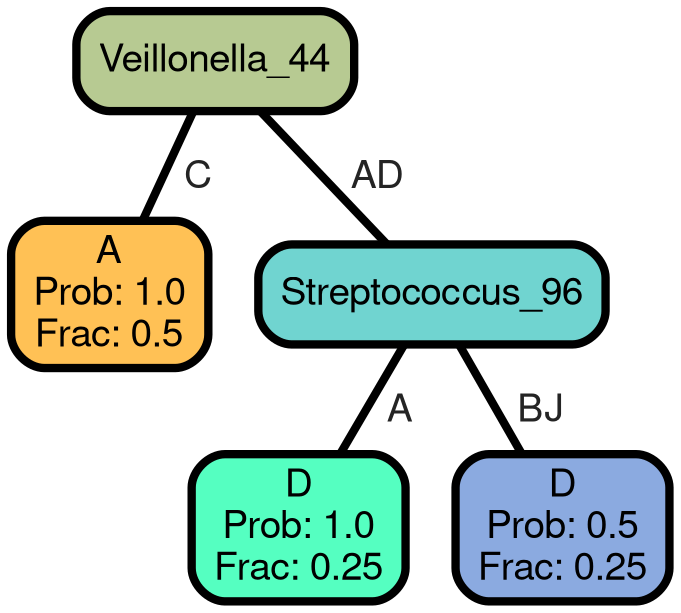 Veillonella_44
C
AD
A
Prob: 1.0
Frac: 0.5
Streptococcus_96
A
BJ
D
Prob: 1.0
Frac: 0.25
D
Prob: 0.5
Frac: 0.25